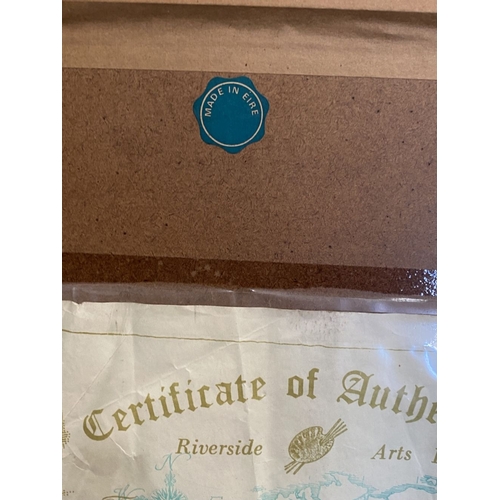 MADE IN EIRE
Certificate of Authe
Riverside Arts